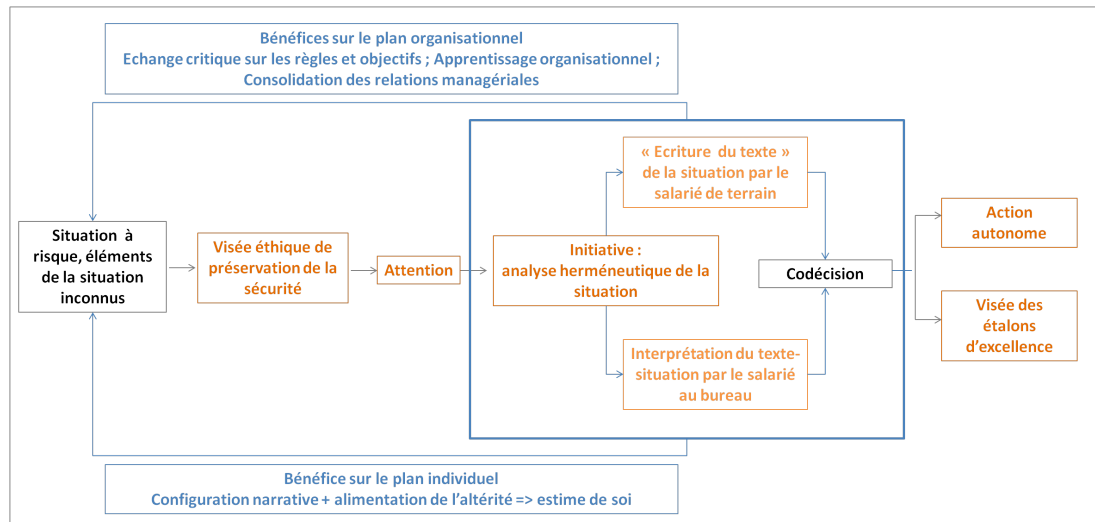 Bénéfices sur le plan organisationnel
Echange critique sur les règles et objectifs ; Apprentissage organisationnel ;
Consolidation des relations managériales
« Ecriture du texte »
de la situation par le
salarié de terrain
Situation à
risque, éléments
de la situation
inconnus
Visée éthique de
préservation de la
sécurité
Attention
Initiative :
analyse herméneutique de la
situation
Codécision
Action
autonome
Visée des
étalons
d’excellence
Interprétation du texte-
situation par le salarié
au bureau
Bénéfice sur le plan individuel
Configuration narrative + alimentation de l’altérité => estime de soi